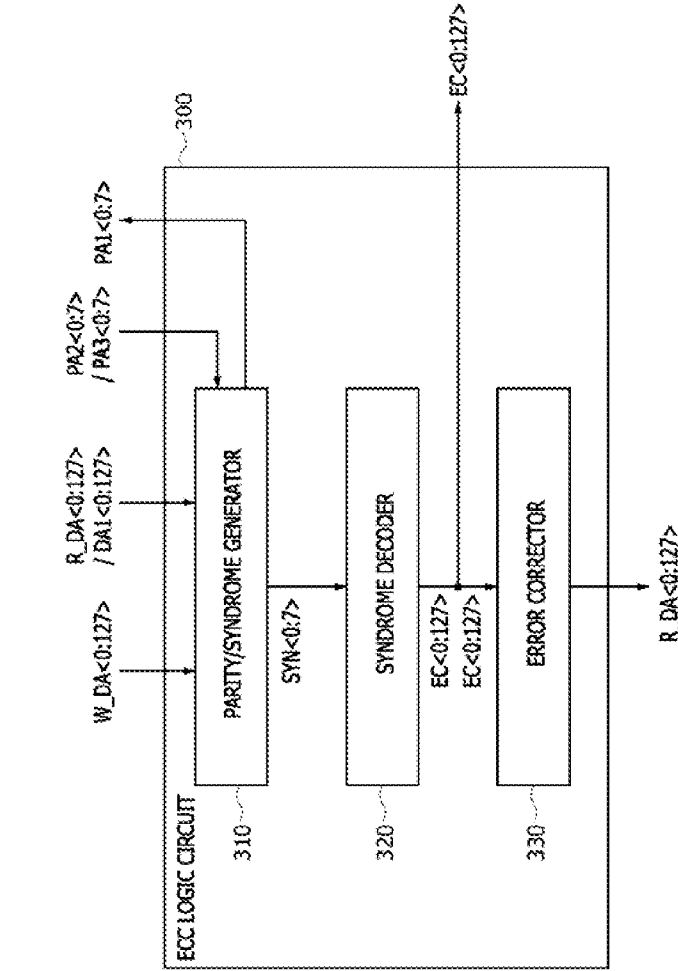 300
ECC LOGIC CIRCUIT
W_DA<0:127>
R_DA<0:127>
/ DA1<0:127>
PA2<0:7>
/ PA3<0:7>
PA1<0:7>
310
PARITY/SYNDROME GENERATOR
SYN<0:7>
320
SYNDROME DECODER
EC<0:127>
EC<0:127>
EC<0:127>
330
ERROR CORRECTOR
R_DA<0:127>